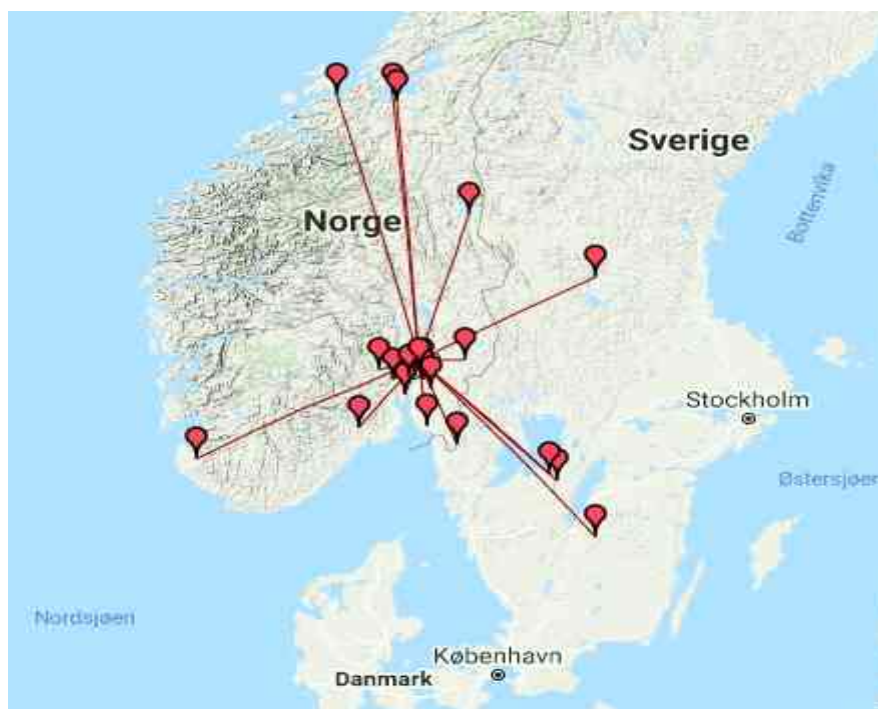 Sverige
Bottenvika
Norge
Stockholm
Østersjøen
Nordsjøen
København
Danmark